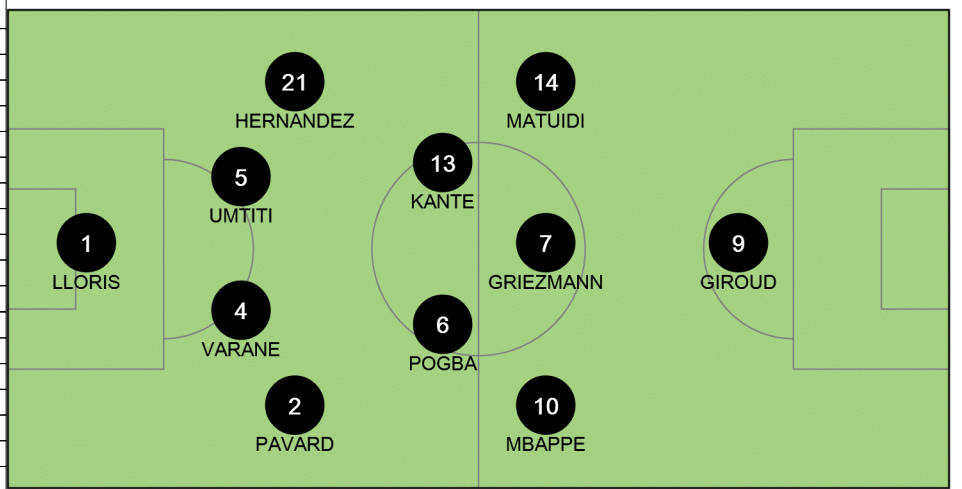 21
HERNANDEZ
14
MATUIDI
13
KANTE
5
UMTITI
1
LLORIS
7
GRIEZMANN
9
GIROUD
4
VARANE
6
POGBA
2
PAVARD
10
MBAPPE